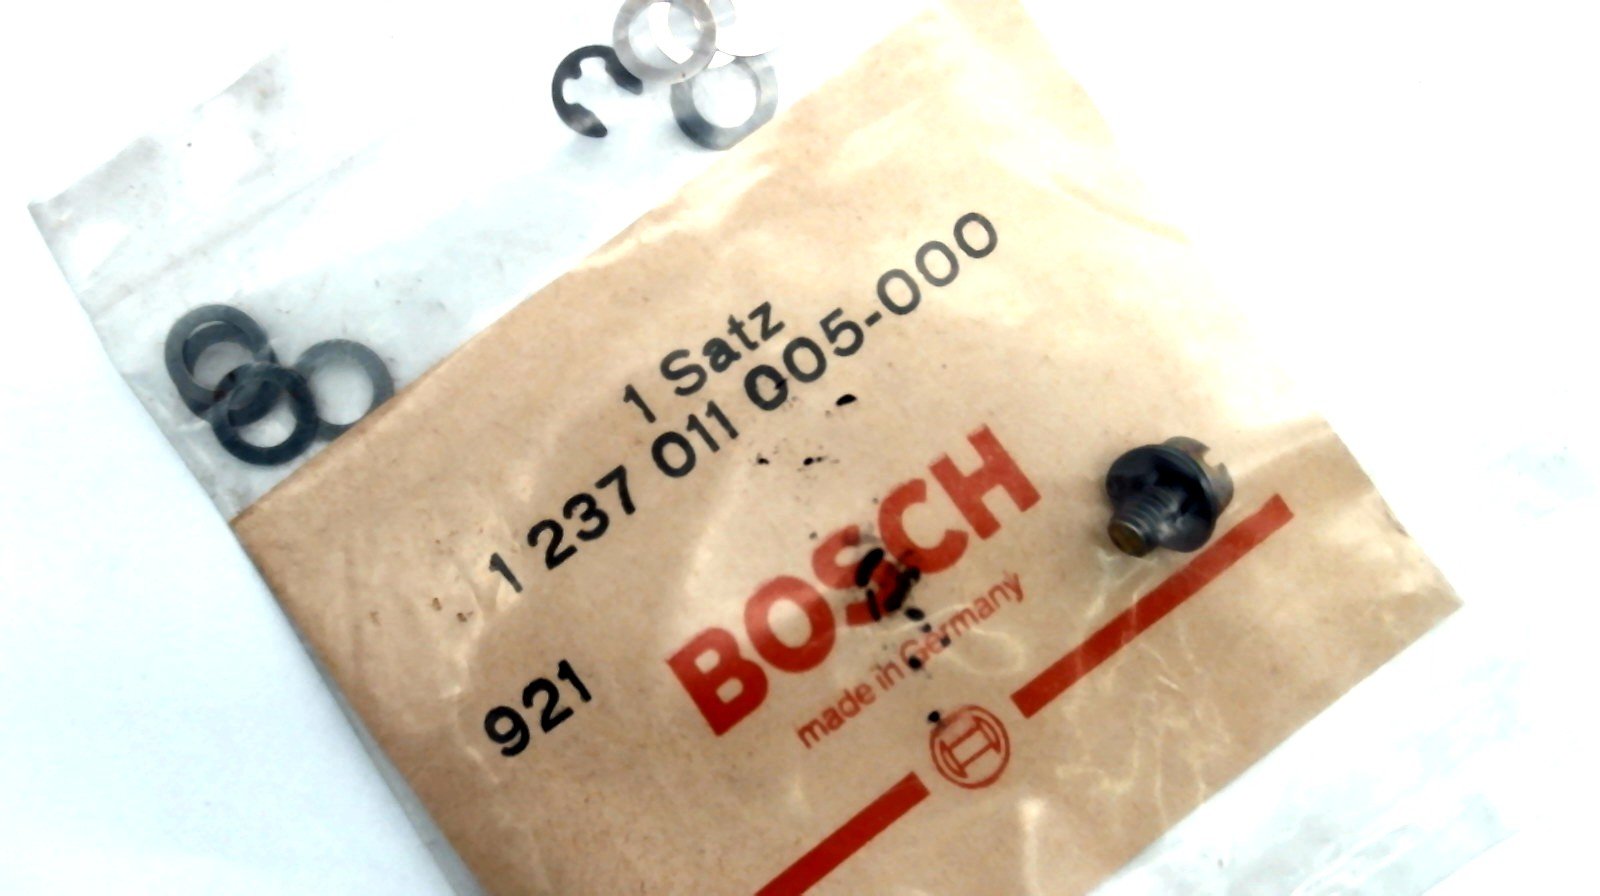 1 Satz
1 237 011 005-000
921
BOSCH
made in Germany